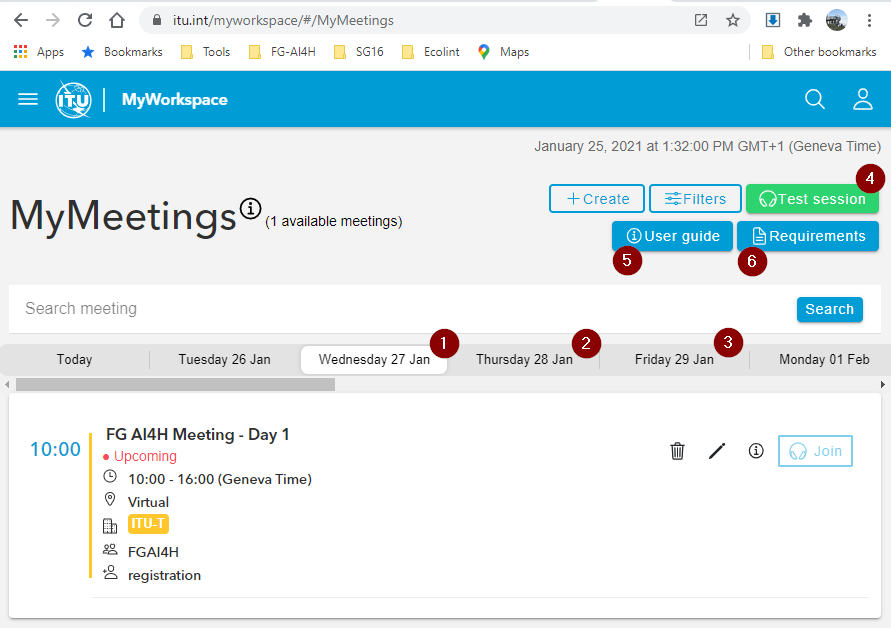 itu.int/myworkspace/#/MyMeetings
Apps Bookmarks Tools FG-AI4H SG16 Ecolint Maps Other bookmarks
ITU MyWorkspace
January 25, 2021 at 1:32:00 PM GMT+1 (Geneva Time)
4
MyMeetings (1 available meetings)
+Create Filters Test session
User guide Requirements
5 6
Search meeting Search
1 2 3
Today Tuesday 26 Jan Wednesday 27 Jan Thursday 28 Jan Friday 29 Jan Monday 01 Feb
FG AI4H Meeting - Day 1
10:00
Upcoming
Join
10:00 - 16:00 (Geneva Time)
Virtual
ITU-T
FGAI4H
registration